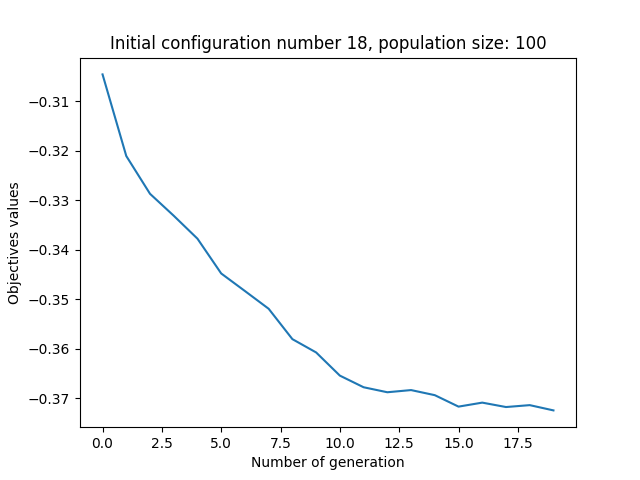 Initial configuration number 18, population size: 100
Objectives values
−0.31
−0.32
−0.33
−0.34
−0.35
−0.36
−0.37
0.0 2.5 5.0 7.5 10.0 12.5 15.0 17.5
Number of generation